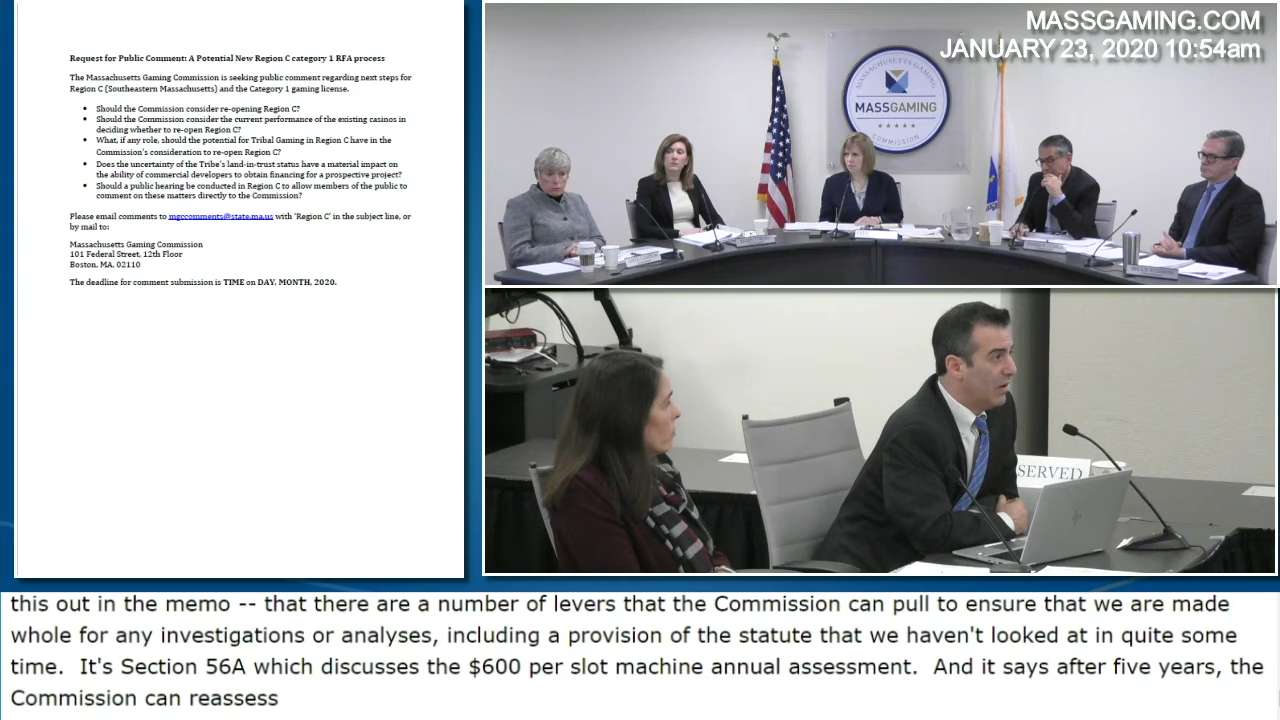 Request for Public Comment: A Potential New Region C category 1 RFA process
The Massachusetts Gaming Commission is seeking public comment regarding next steps for
Region C (Southeastern Massachusetts) and the Category 1 gaming license.
• Should the Commission consider re-opening Region C?
• Should the Commission consider the current performance of the existing casinos in
deciding whether to re-open Region C?
• What, if any role, should the potential for Tribal Gaming in Region C have in the
Commission's consideration to re-open Region C?
• Does the uncertainty of the Tribe's land-in-trust status have a material impact on
the ability of commercial developers to obtain financing for a prospective project?
• Should a public hearing be conducted in Region C to allow members of the public to
comment on these matters directly to the Commission?
Please email comments to mgccomments@state.ma.us with 'Region C' in the subject line, or
by mail to:
Massachusetts Gaming Commission
101 Federal Street, 12th Floor
Boston, MA, 02110
The deadline for comment submission is TIME on DAY, MONTH, 2020.
MASSGAMING.COM
JANUARY 23, 2020 10:54am
MASSACHUSETTS GAMING
MASSGAMING
COMMISSION
SERVED
this out in the memo -- that there are a number of levers that the Commission can pull to ensure that we are made
whole for any investigations or analyses, including a provision of the statute that we haven't looked at in quite some
time.  It's Section 56A which discusses the $600 per slot machine annual assessment.  And it says after five years, the
Commission can reassess